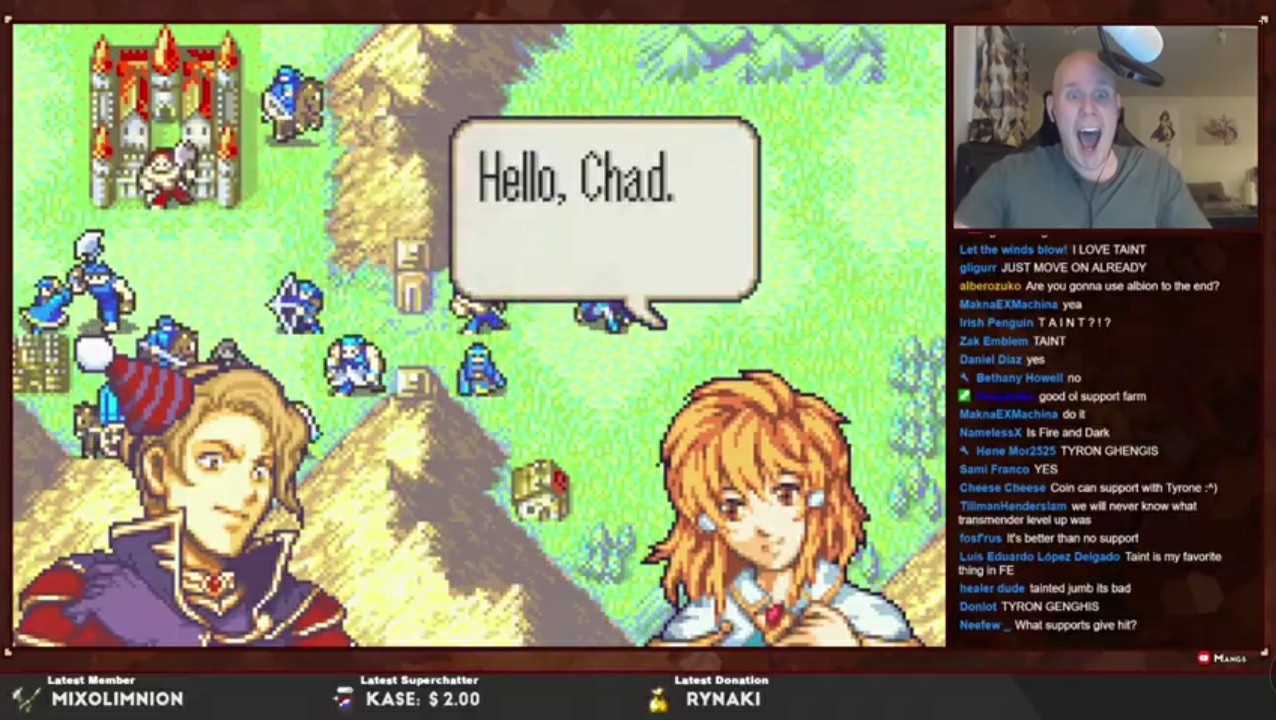 Hello, Chad.
Let the winds blow! I LOVE TAINT
gligurr JUST MOVE ON ALREADY
alberozuko Are you gonna use albion to the end?
MaknaEXMachina yea
Irish Penguin T A I N T ? ! ?
Zak Emblem TAINT
Daniel Díaz yes
Bethany Howell no
good ol support farm
MaknaEXMachina do it
NamelessX Is Fire and Dark
Høne Mor2525 TYRON GHENGIS
Sami Franco YES
Cheese Cheese Coin can support with Tyrone :^)
TillmanHenderslam we will never know what
transmender level up was
fosf'rus It's better than no support
Luis Eduardo López Delgado Taint is my favorite
thing in FE
healer dude tainted jumb its bad
Donlot TYRON GENGHIS
Neefew _ What supports give hit?
MANGS
Latest Member
MIXOLIMNION
Latest Superchatter
KASE: $ 2.00
Latest Donation
RYNAKI